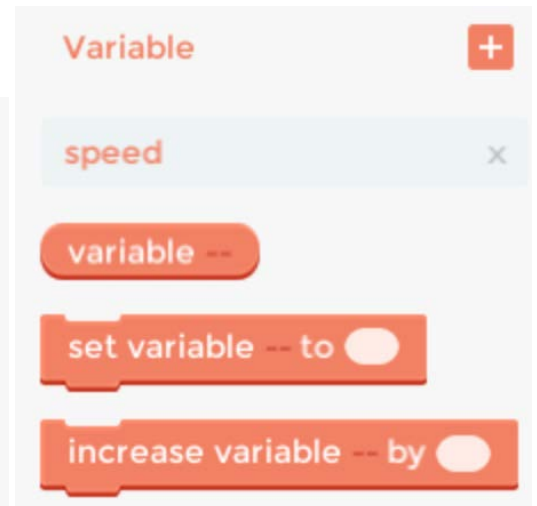 Variable +
speed x
variable --
set variable -- to
increase variable -- by